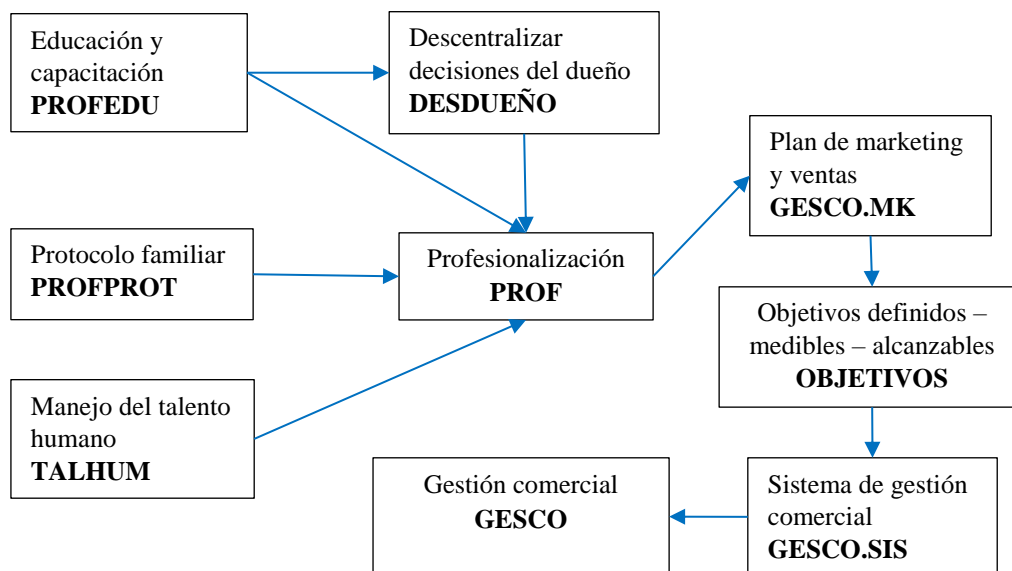 Educación y
capacitación
PROFEDU
Descentralizar
decisiones del dueño
DESDUEÑO
Plan de marketing
y ventas
GESCO.MK
Protocolo familiar
PROFPROT
Profesionalización
PROF
Objetivos definidos –
medibles – alcanzables
OBJETIVOS
Manejo del talento
humano
TALHUM
Gestión comercial
GESCO
Sistema de gestión
comercial
GESCO.SIS